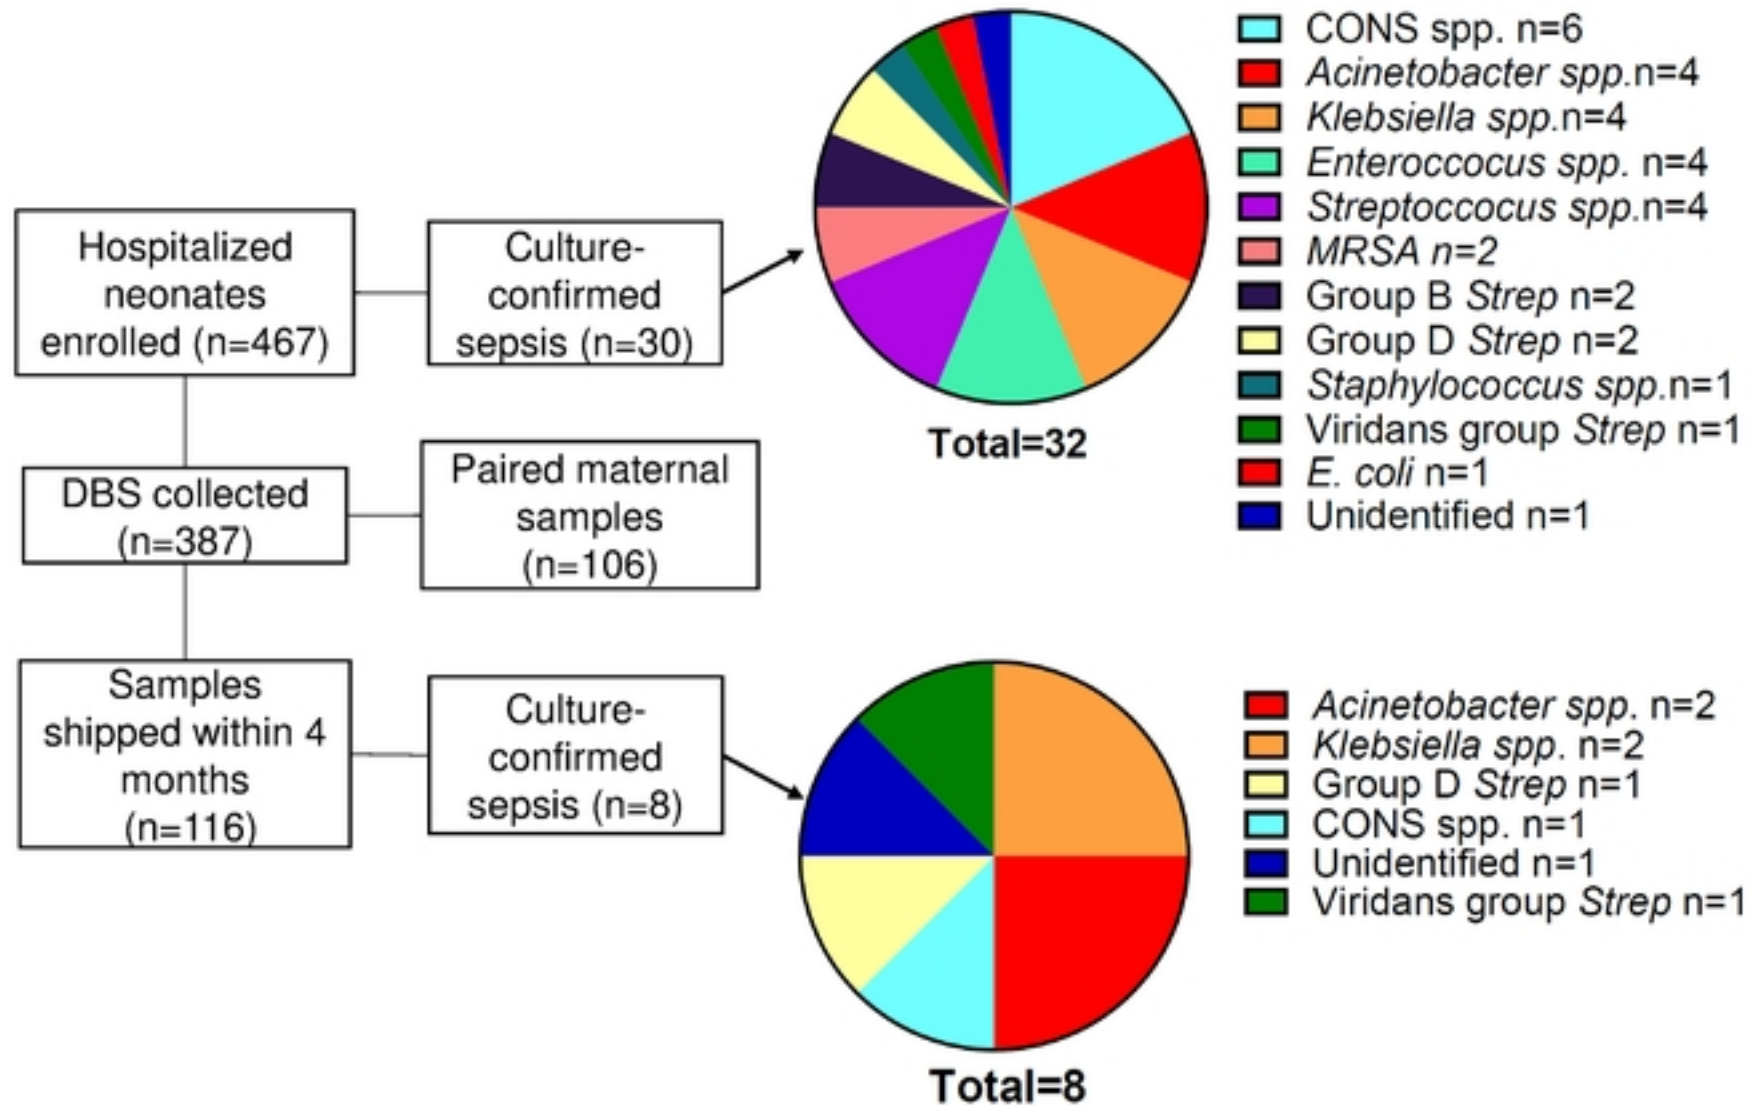 Hospitalized
neonates
enrolled (n=467)
Culture-
confirmed
sepsis (n=30)
Total=32
CONS spp. n=6
Acinetobacter spp.n=4
Klebsiella spp.n=4
Enteroccocus spp. n=4
Streptoccocus spp.n=4
MRSA n=2
Group B Strep n=2
Group D Strep n=2
Staphylococcus spp.n=1
Viridans group Strep n=1
E. coli n=1
Unidentified n=1
DBS collected
(n=387)
Paired maternal
samples
(n=106)
Samples
shipped within 4
months
(n=116)
Culture-
confirmed
sepsis (n=8)
Total=8
Acinetobacter spp. n=2
Klebsiella spp. n=2
Group D Strep n=1
CONS spp. n=1
Unidentified n=1
Viridans group Strep n=1